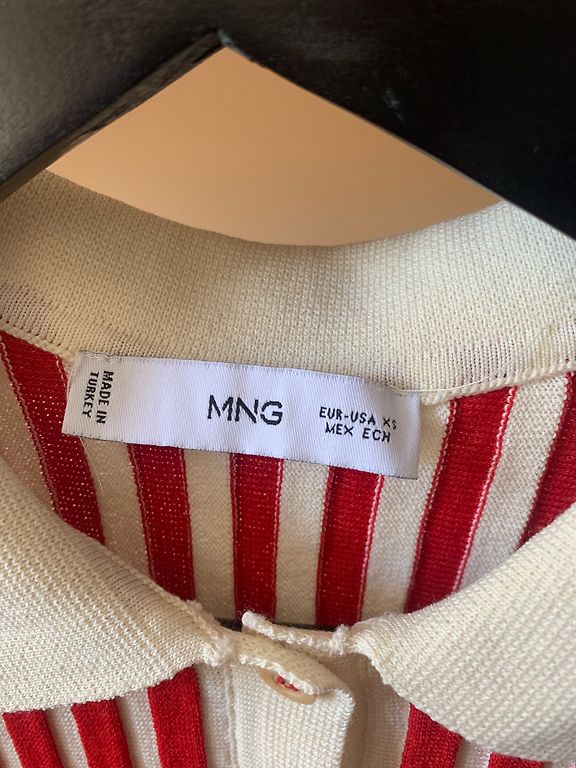 MADE IN
TURKEY
MNG
EUR-USA XS
MEX ECH